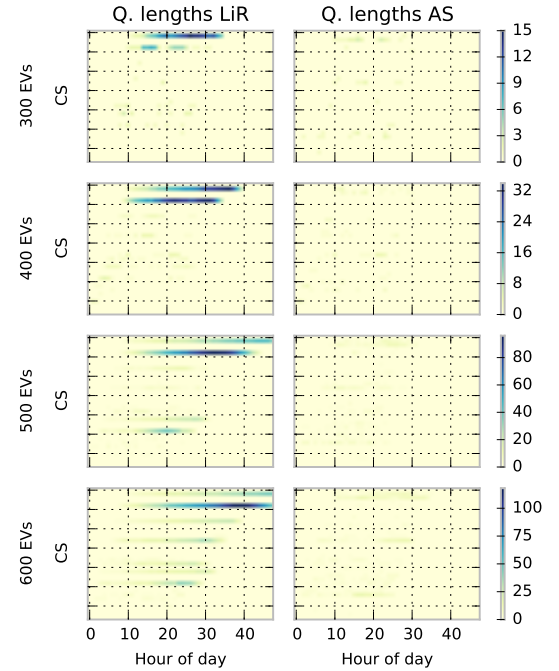 Q. lengths LiR
Q. lengths AS
300 EVs
CS
15
12
9
6
3
0
400 EVs
CS
32
24
16
8
0
500 EVs
CS
80
60
40
20
0
600 EVs
CS
100
75
50
25
0
0 10 20 30 40
0 10 20 30 40
Hour of day
Hour of day